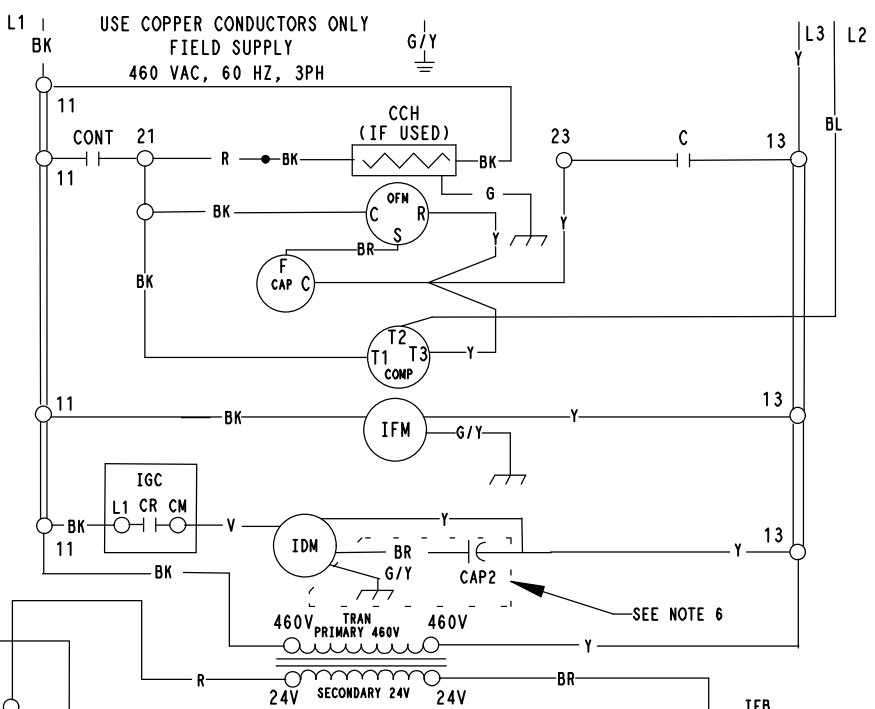 L1
USE COPPER CONDUCTORS ONLY
FIELD SUPPLY
460 VAC, 60 HZ, 3PH
BK
G/Y
L3
L2
Y
BL
11
CCH
(IF USED)
CONT
21
R
BK
BK
23
C
13
11
G
OFM
C
R
S
BK
Y
Y
BR
F
CAP
C
BK
T2
T1
T3
COMP
Y
11
BK
IFM
Y
13
G/Y
IGC
L1
CR
CM
BK
V
11
IDM
Y
BR
CAP2
Y
13
G/Y
BK
SEE NOTE 6
460V
TRAN
PRIMARY 460V
460V
Y
R
24V
SECONDARY 24V
24V
BR